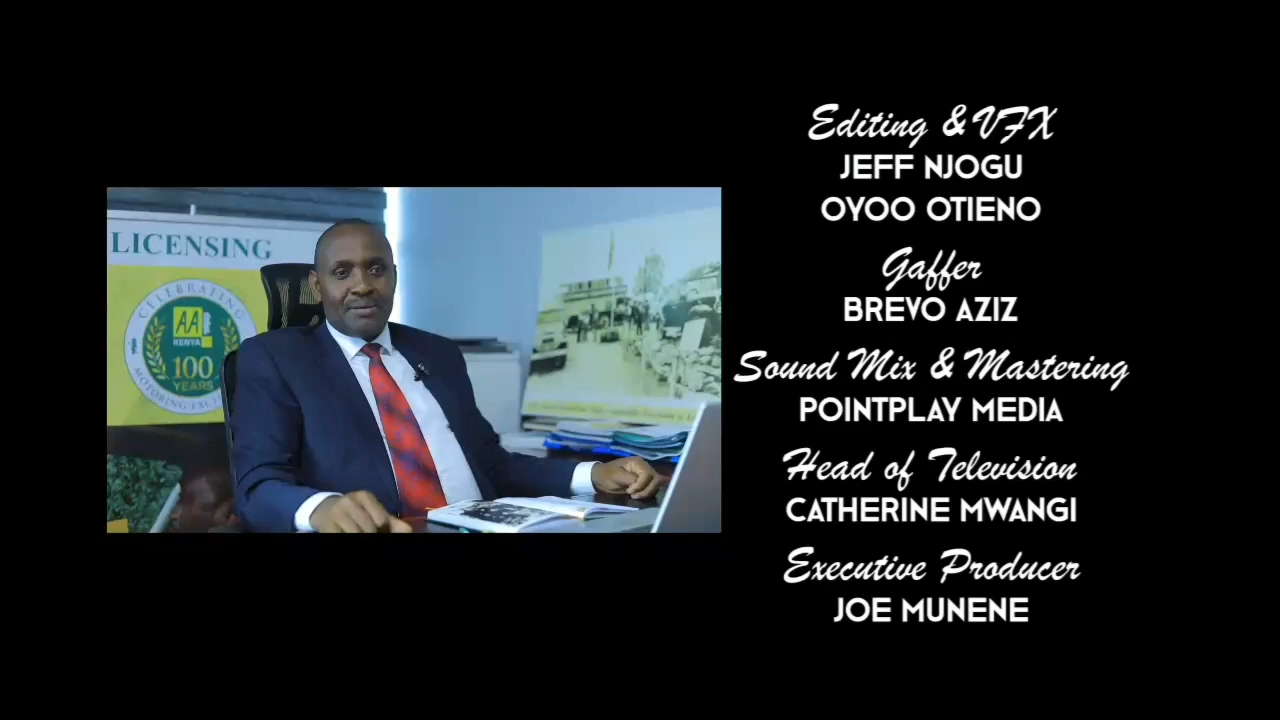 LICENSING
CELEBRATING
AA
KENYA
100
YEARS
Editing & VFX
JEFF NJOGU
OYOO OTIENO
Gaffer
BREVO AZIZ
Sound Mix & Mastering
POINTPLAY MEDIA
Head of Television
CATHERINE MWANGI
Executive Producer
JOE MUNENE